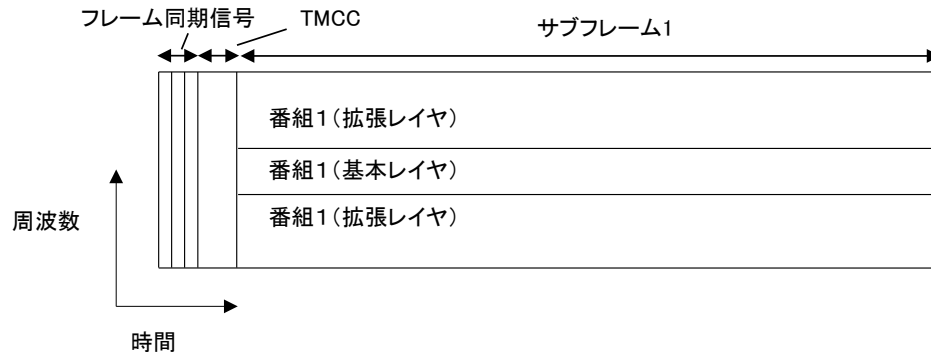 フレーム同期信号
TMCC
サブフレーム1
番組1(拡張レイヤ)
番組1(基本レイヤ)
番組1(拡張レイヤ)
周波数
時間